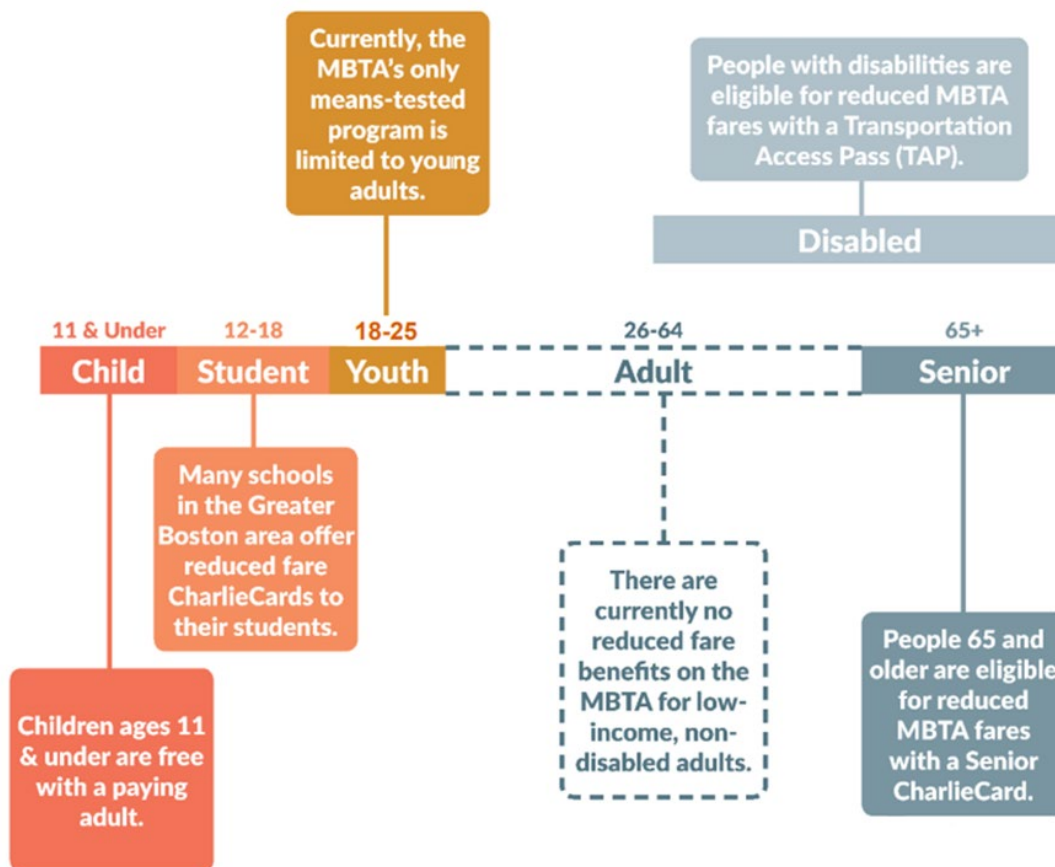 Currently, the
MBTA's only
means-tested
program is
limited to young
adults.
People with disabilities are
eligible for reduced MBTA
fares with a Transportation
Access Pass (TAP).
Disabled
11 & Under
12-18
18-25
26-64
65+
Child
Student
Youth
Adult
Senior
Many schools
in the Greater
Boston area offer
reduced fare
CharlieCards to
their students.
There are
currently no
reduced fare
benefits on the
MBTA for low-
income, non-
disabled adults.
People 65 and
older are eligible
for reduced
MBTA fares
with a Senior
CharlieCard.
Children ages 11
& under are free
with a paying
adult.